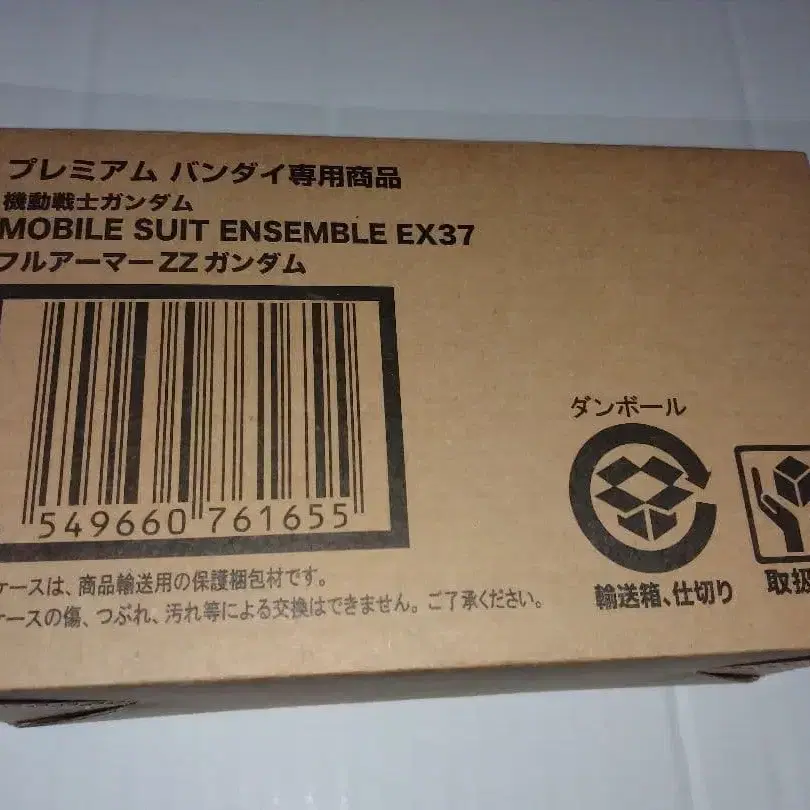 プレミアム バンダイ専用商品
機動戦士ガンダム
MOBILE SUIT ENSEMBLE EX37
フルアーマーZZガンダム
549660 761655
ケースは、商品輸送用の保護梱包材です。
ケースの傷、つぶれ、汚れ等による交換はできません。ご了承ください。
ダンボール
輸送箱、仕切り
取扱